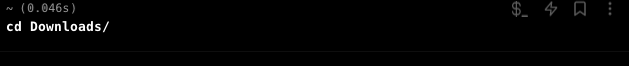 ~ (0.046s)
$_
cd Downloads/